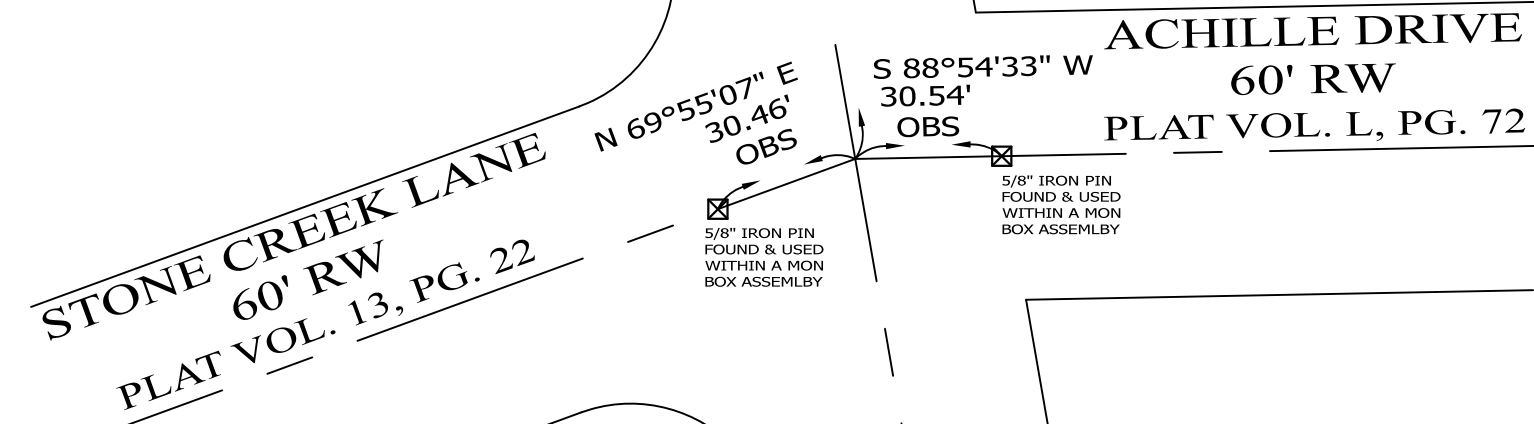 ACHILLE DRIVE
60' RW
PLAT VOL. L, PG. 72
S 88°54'33" W
30.54'
OBS
N 69°55'07" E
30.46'
OBS
5/8" IRON PIN
FOUND & USED
WITHIN A MON
BOX ASSEMLBY
5/8" IRON PIN
FOUND & USED
WITHIN A MON
BOX ASSEMLBY
STONE CREEK LANE
60' RW
PLAT VOL. 13, PG. 22